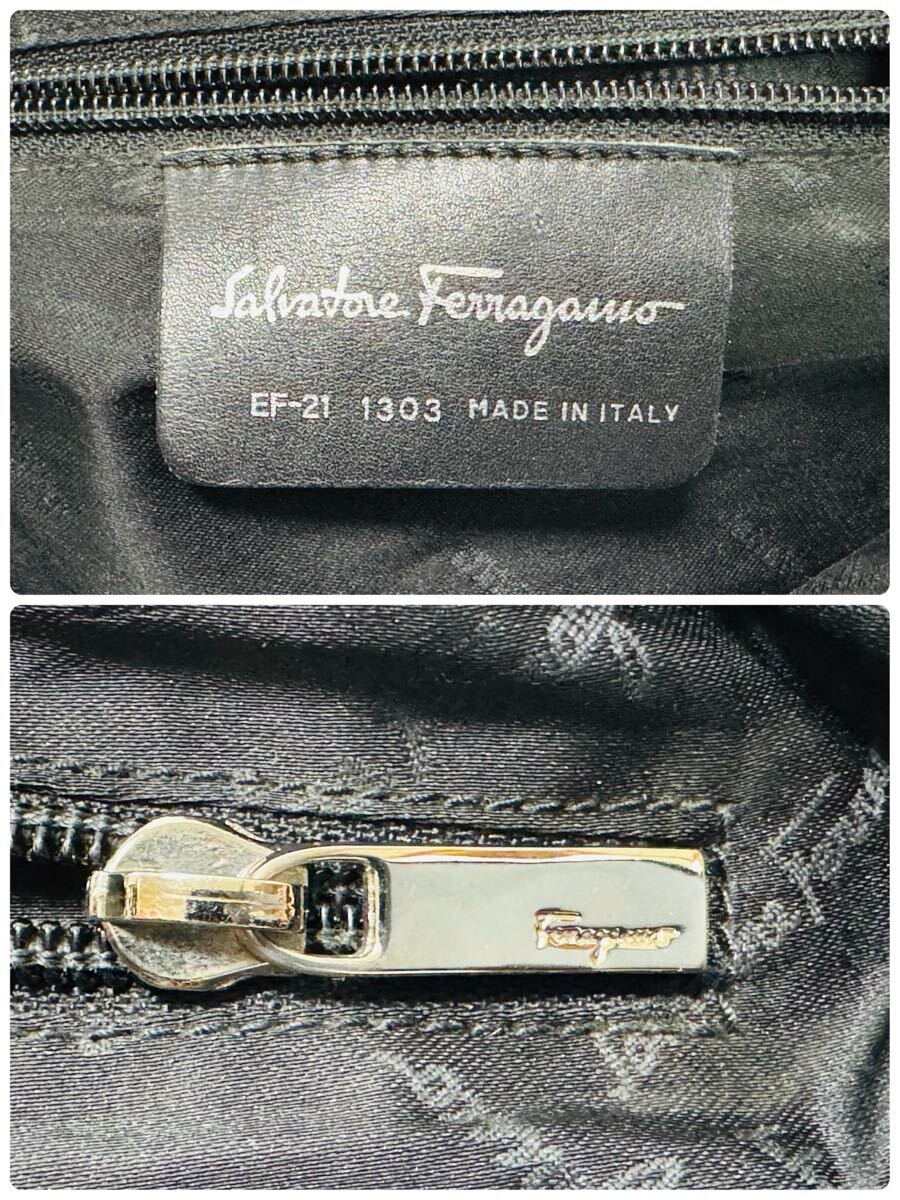 Salvatore Ferragamo
EF-21 1303 MADE IN ITALY
Ferragamo